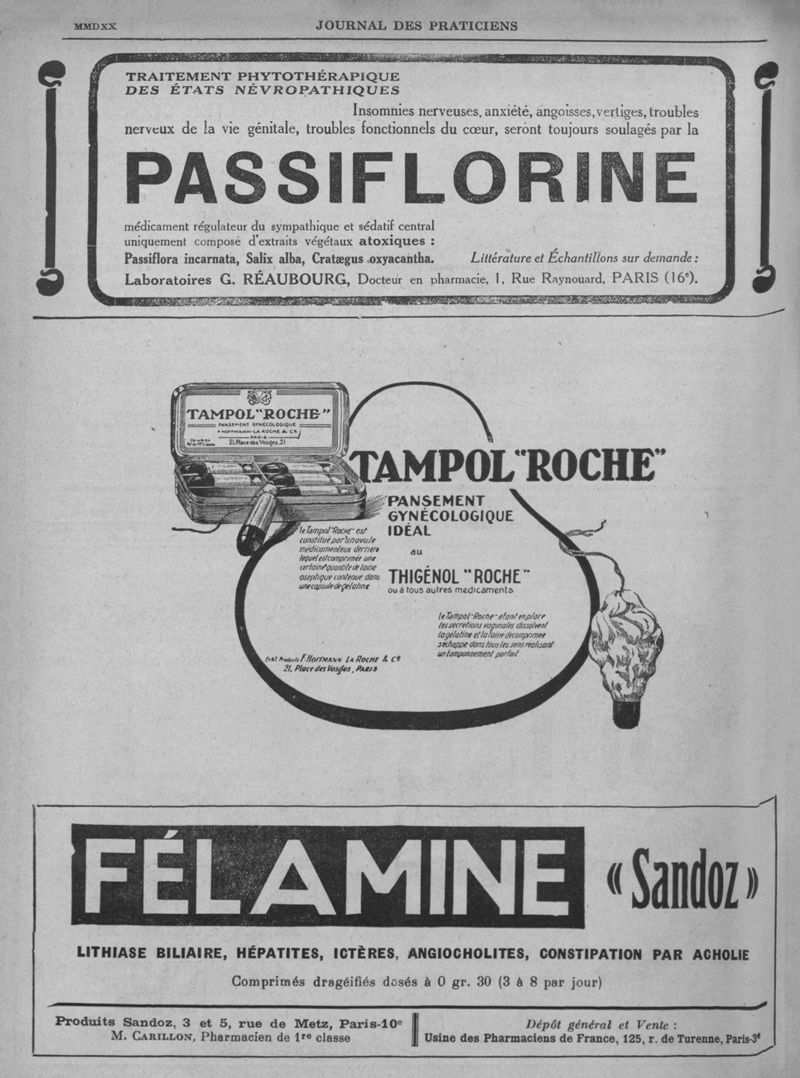 MMDXX
JOURNAL DES PRATICIENS
TRAITEMENT PHYTOTHÉRAPIQUE
DES ÉTATS NÉVROPATHIQUES
Insomnies nerveuses, anxiété, angoisses, vertiges, troubles
nerveux de la vie génitale, troubles fonctionnels du cœur, seront toujours soulagés par la
PASSIFLORINE
médicament régulateur du sympathique et sédatif central
uniquement composé d'extraits végétaux atoxiques :
Passiflora incarnata, Salix alba, Cratægus oxyacantha.
Littérature et Échantillons sur demande :
Laboratoires G. RÉAUBOURG, Docteur en pharmacie, 1, Rue Raynouard, PARIS (16e).
TAMPOL "ROCHE"
PANSEMENT GYNÉCOLOGIQUE
F. HOFFMANN-LA ROCHE & Co
PARIS
21, Place des Vosges, 21
TAMPOL "ROCHE"
PANSEMENT
GYNÉCOLOGIQUE
IDÉAL
au
THIGÉNOL "ROCHE"
ou à tous autres médicaments
le Tampol "Roche" est
constitué par un ovule
médicamenteux derrière
lequel est comprimée une
certaine quantité de laine
aseptique contenue dans
une capsule de gélatine
le Tampol "Roche" étant en place
les secrétions vaginales dissolvent
la gélatine et la laine décomprimée
s'échappe dans tous les sens réalisant
un tamponnement parfait
Produits F. Hoffmann La Roche & Co
21, Place des Vosges, Paris
FÉLAMINE « Sandoz »
LITHIASE BILIAIRE, HÉPATITES, ICTÈRES, ANGIOCHOLITES, CONSTIPATION PAR ACHOLIE
Comprimés dragéifiés dosés à 0 gr. 30 (3 à 8 par jour)
Produits Sandoz, 3 et 5, rue de Metz, Paris-10e
M. CARILLON, Pharmacien de 1re classe
Dépôt général et Vente :
Usine des Pharmaciens de France, 125, r. de Turenne, Paris-3e